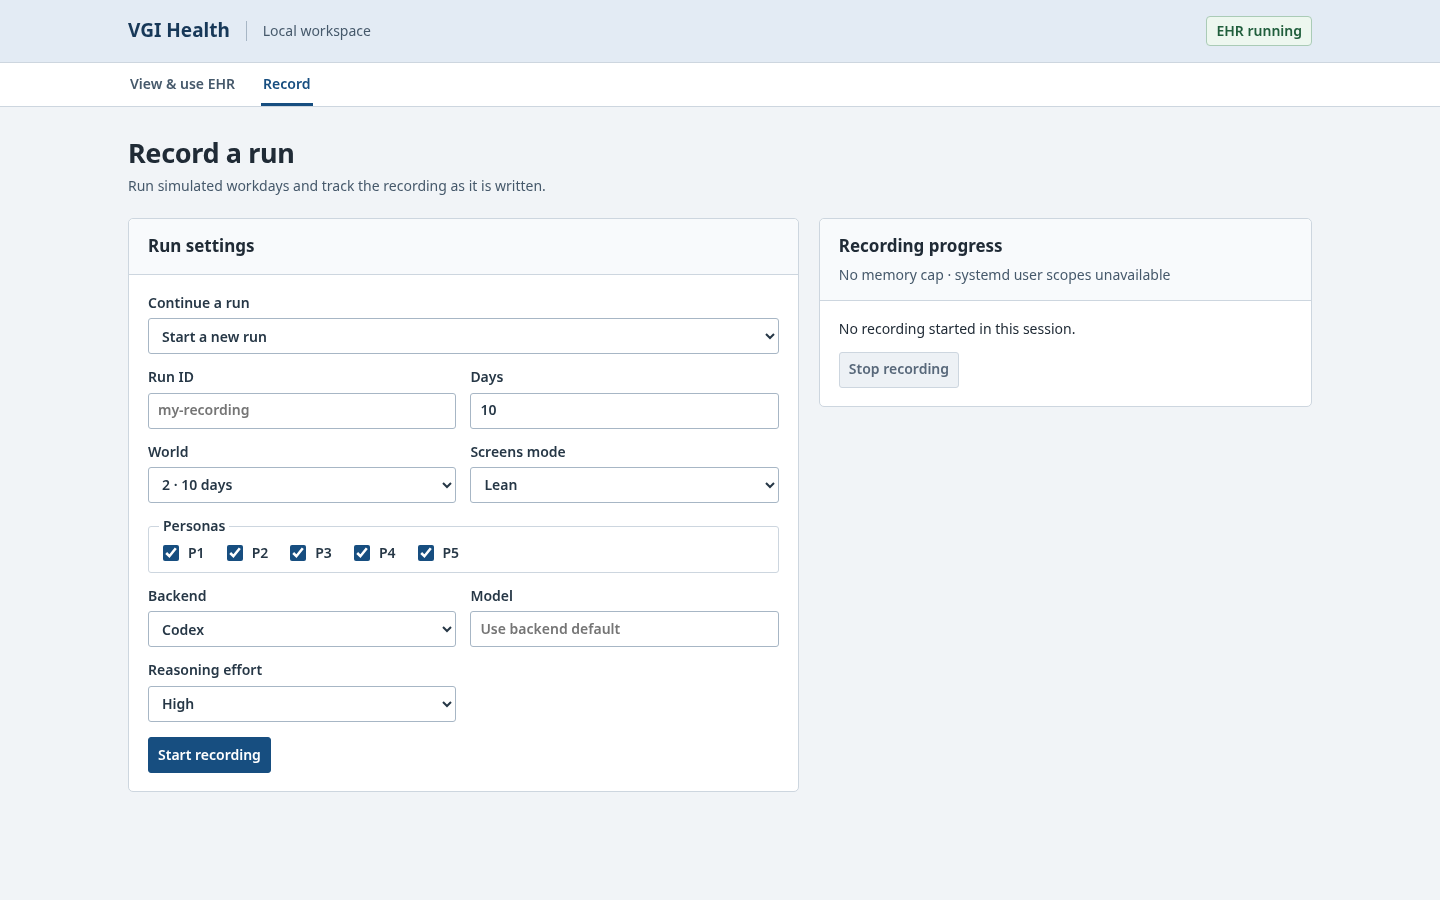 VGI Health
Local workspace
EHR running
View & use EHR
Record
Record a run
Run simulated workdays and track the recording as it is written.
Run settings
Continue a run
Start a new run
Run ID
Days
my-recording
10
World
Screens mode
2 · 10 days
Lean
Personas
P1
P2
P3
P4
P5
Backend
Model
Codex
Use backend default
Reasoning effort
High
Start recording
Recording progress
No memory cap · systemd user scopes unavailable
No recording started in this session.
Stop recording